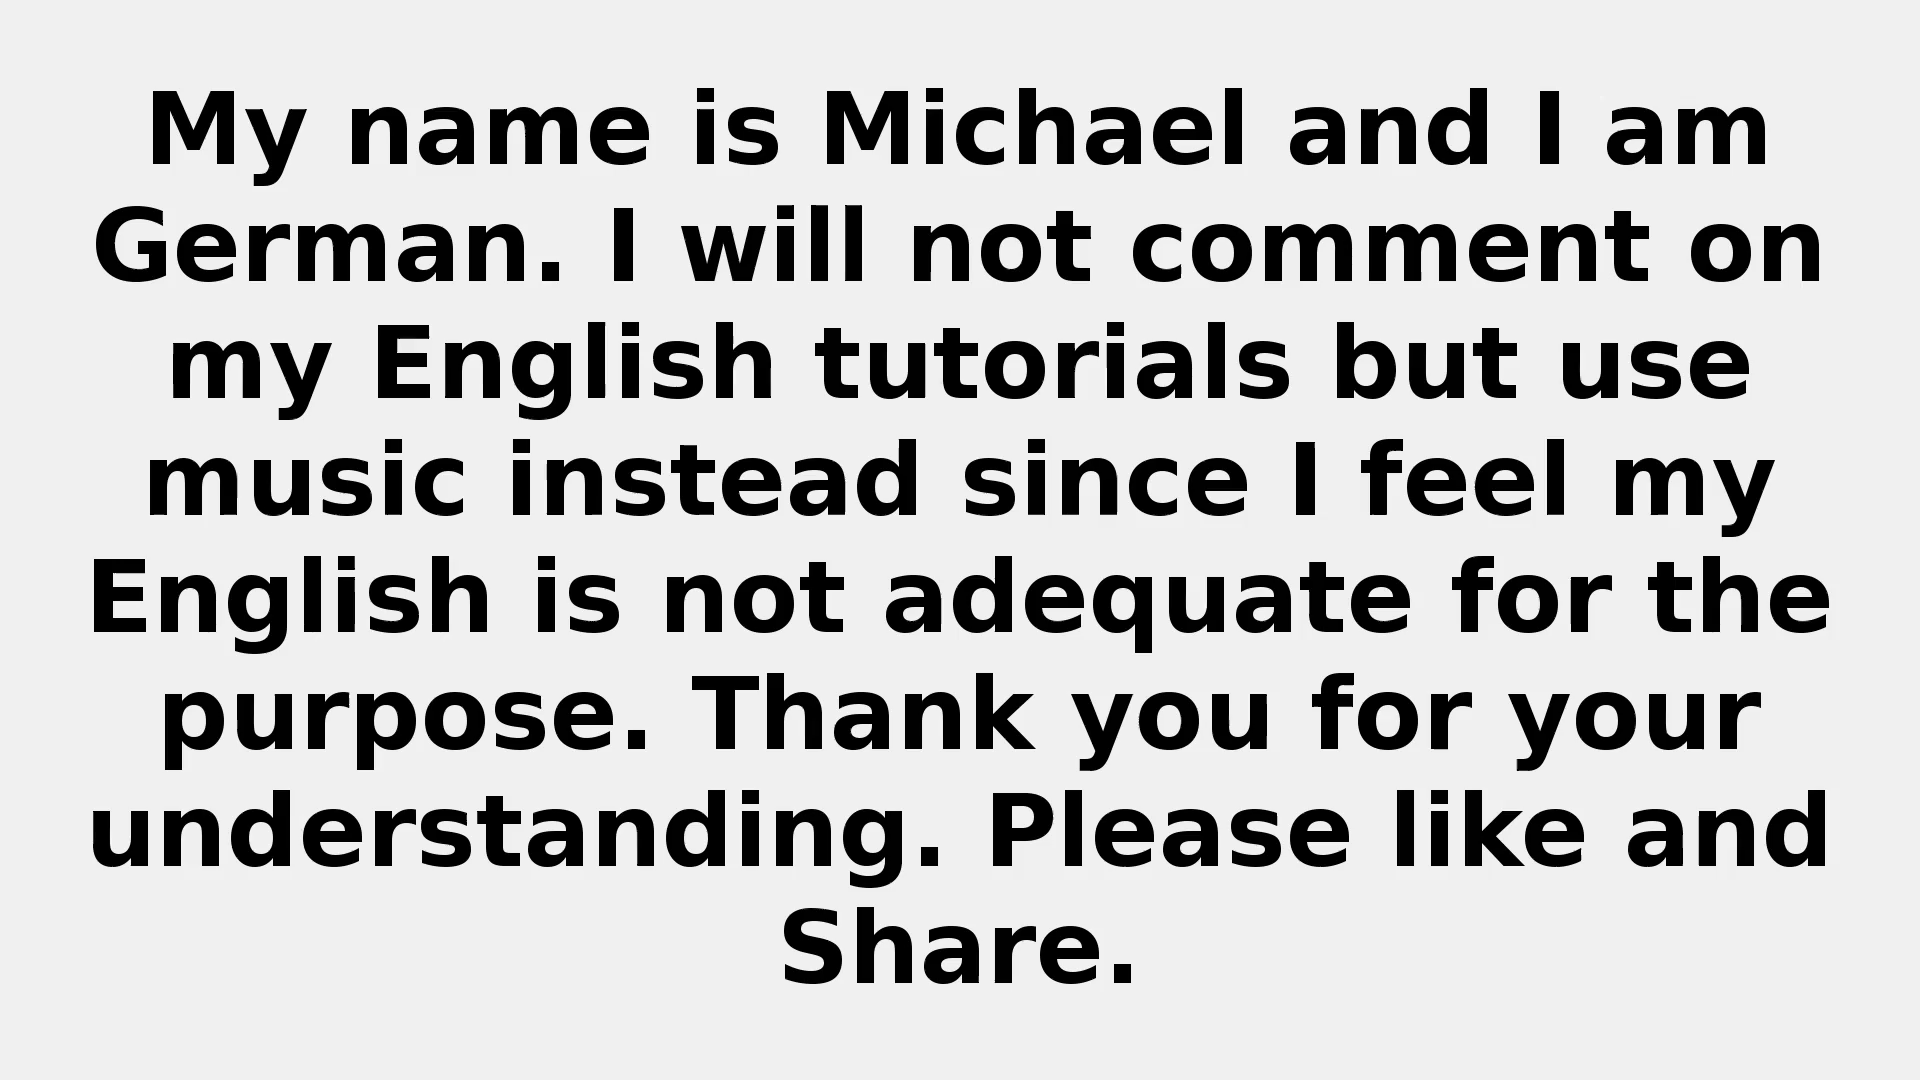 My name is Michael and I am
German. I will not comment on
my English tutorials but use
music instead since I feel my
English is not adequate for the
purpose. Thank you for your
understanding. Please like and
Share.